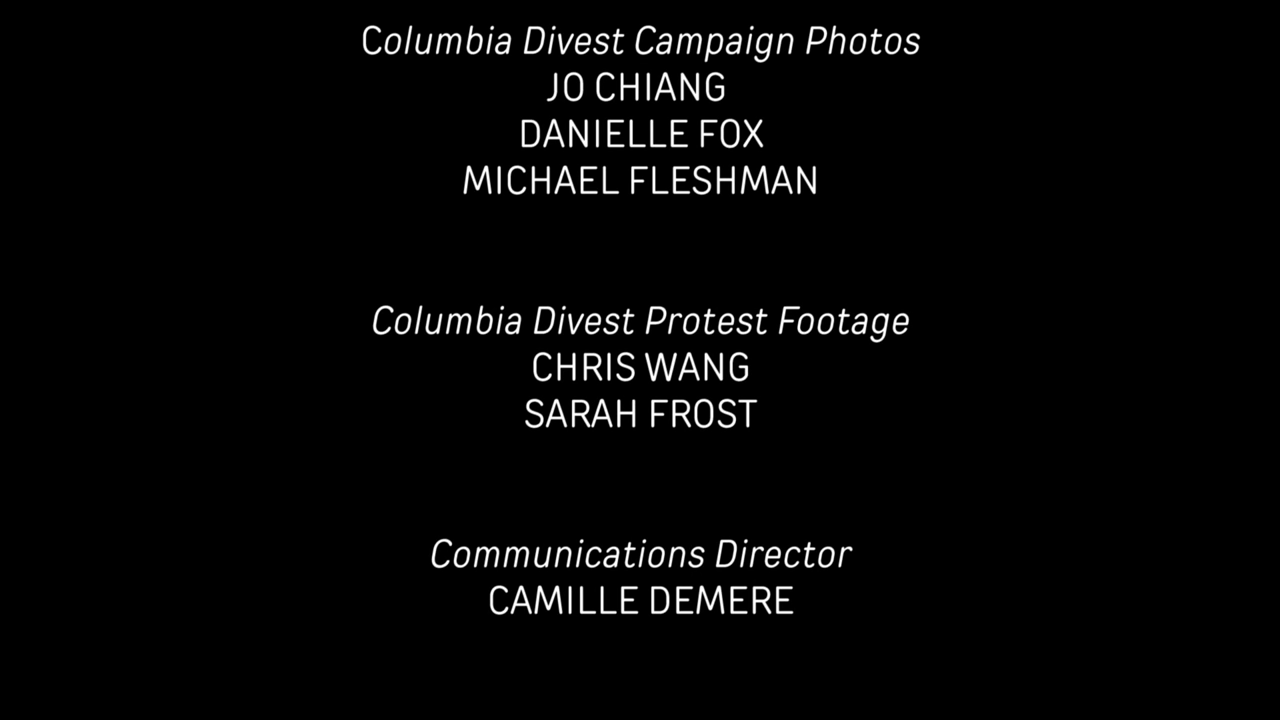 Columbia Divest Campaign Photos
JO CHIANG
DANIELLE FOX
MICHAEL FLESHMAN
Columbia Divest Protest Footage
CHRIS WANG
SARAH FROST
Communications Director
CAMILLE DEMERE